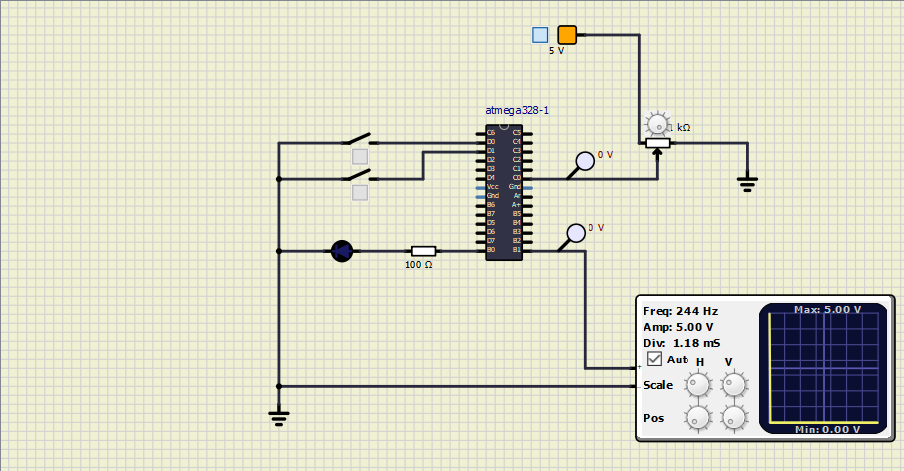 5 V
atmega328-1
1 kΩ
0 V
C6
D0
D1
D2
D3
D4
Vcc
Gnd
B6
B7
D5
D6
D7
B0
C5
C4
C3
C2
C1
C0
Gnd
A+
B5
B4
B3
B2
B1
0 V
100 Ω
Freq: 244 Hz
Amp: 5.00 V
Div: 1.18 mS
Auto H V
Scale
Pos
Max: 5.00 V
Min: 0.00 V
+